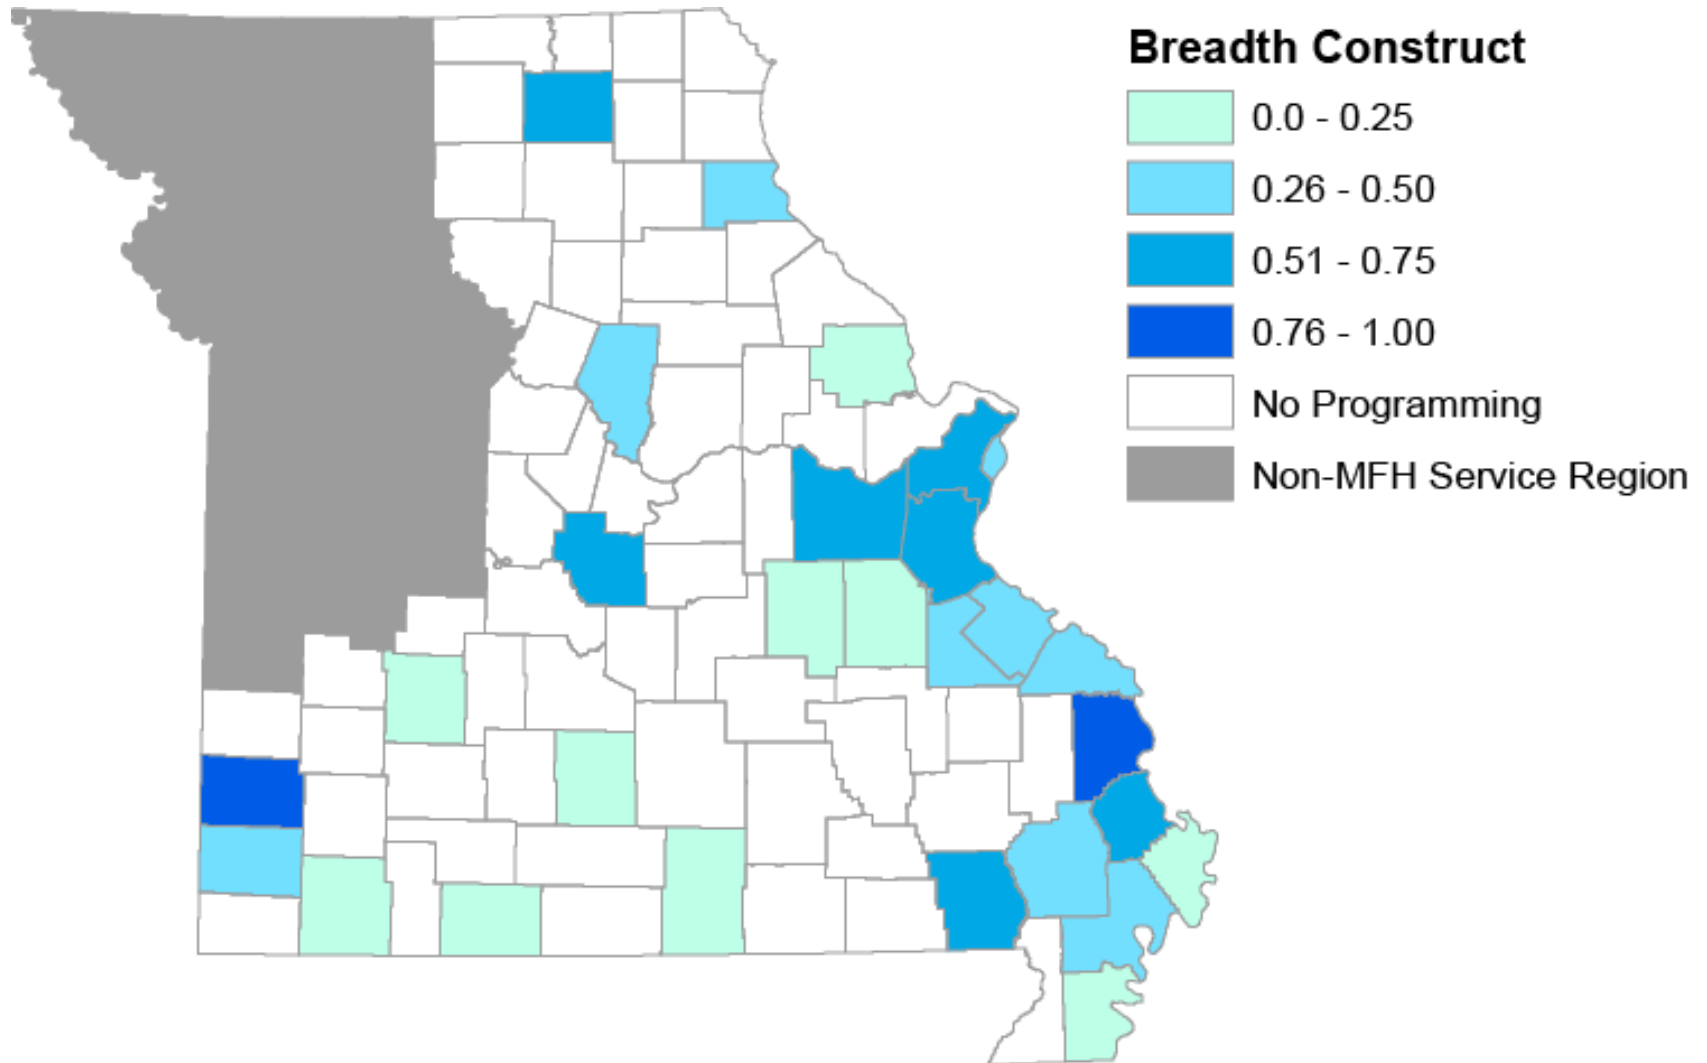 Breadth Construct
0.0 - 0.25
0.26 - 0.50
0.51 - 0.75
0.76 - 1.00
No Programming
Non-MFH Service Region